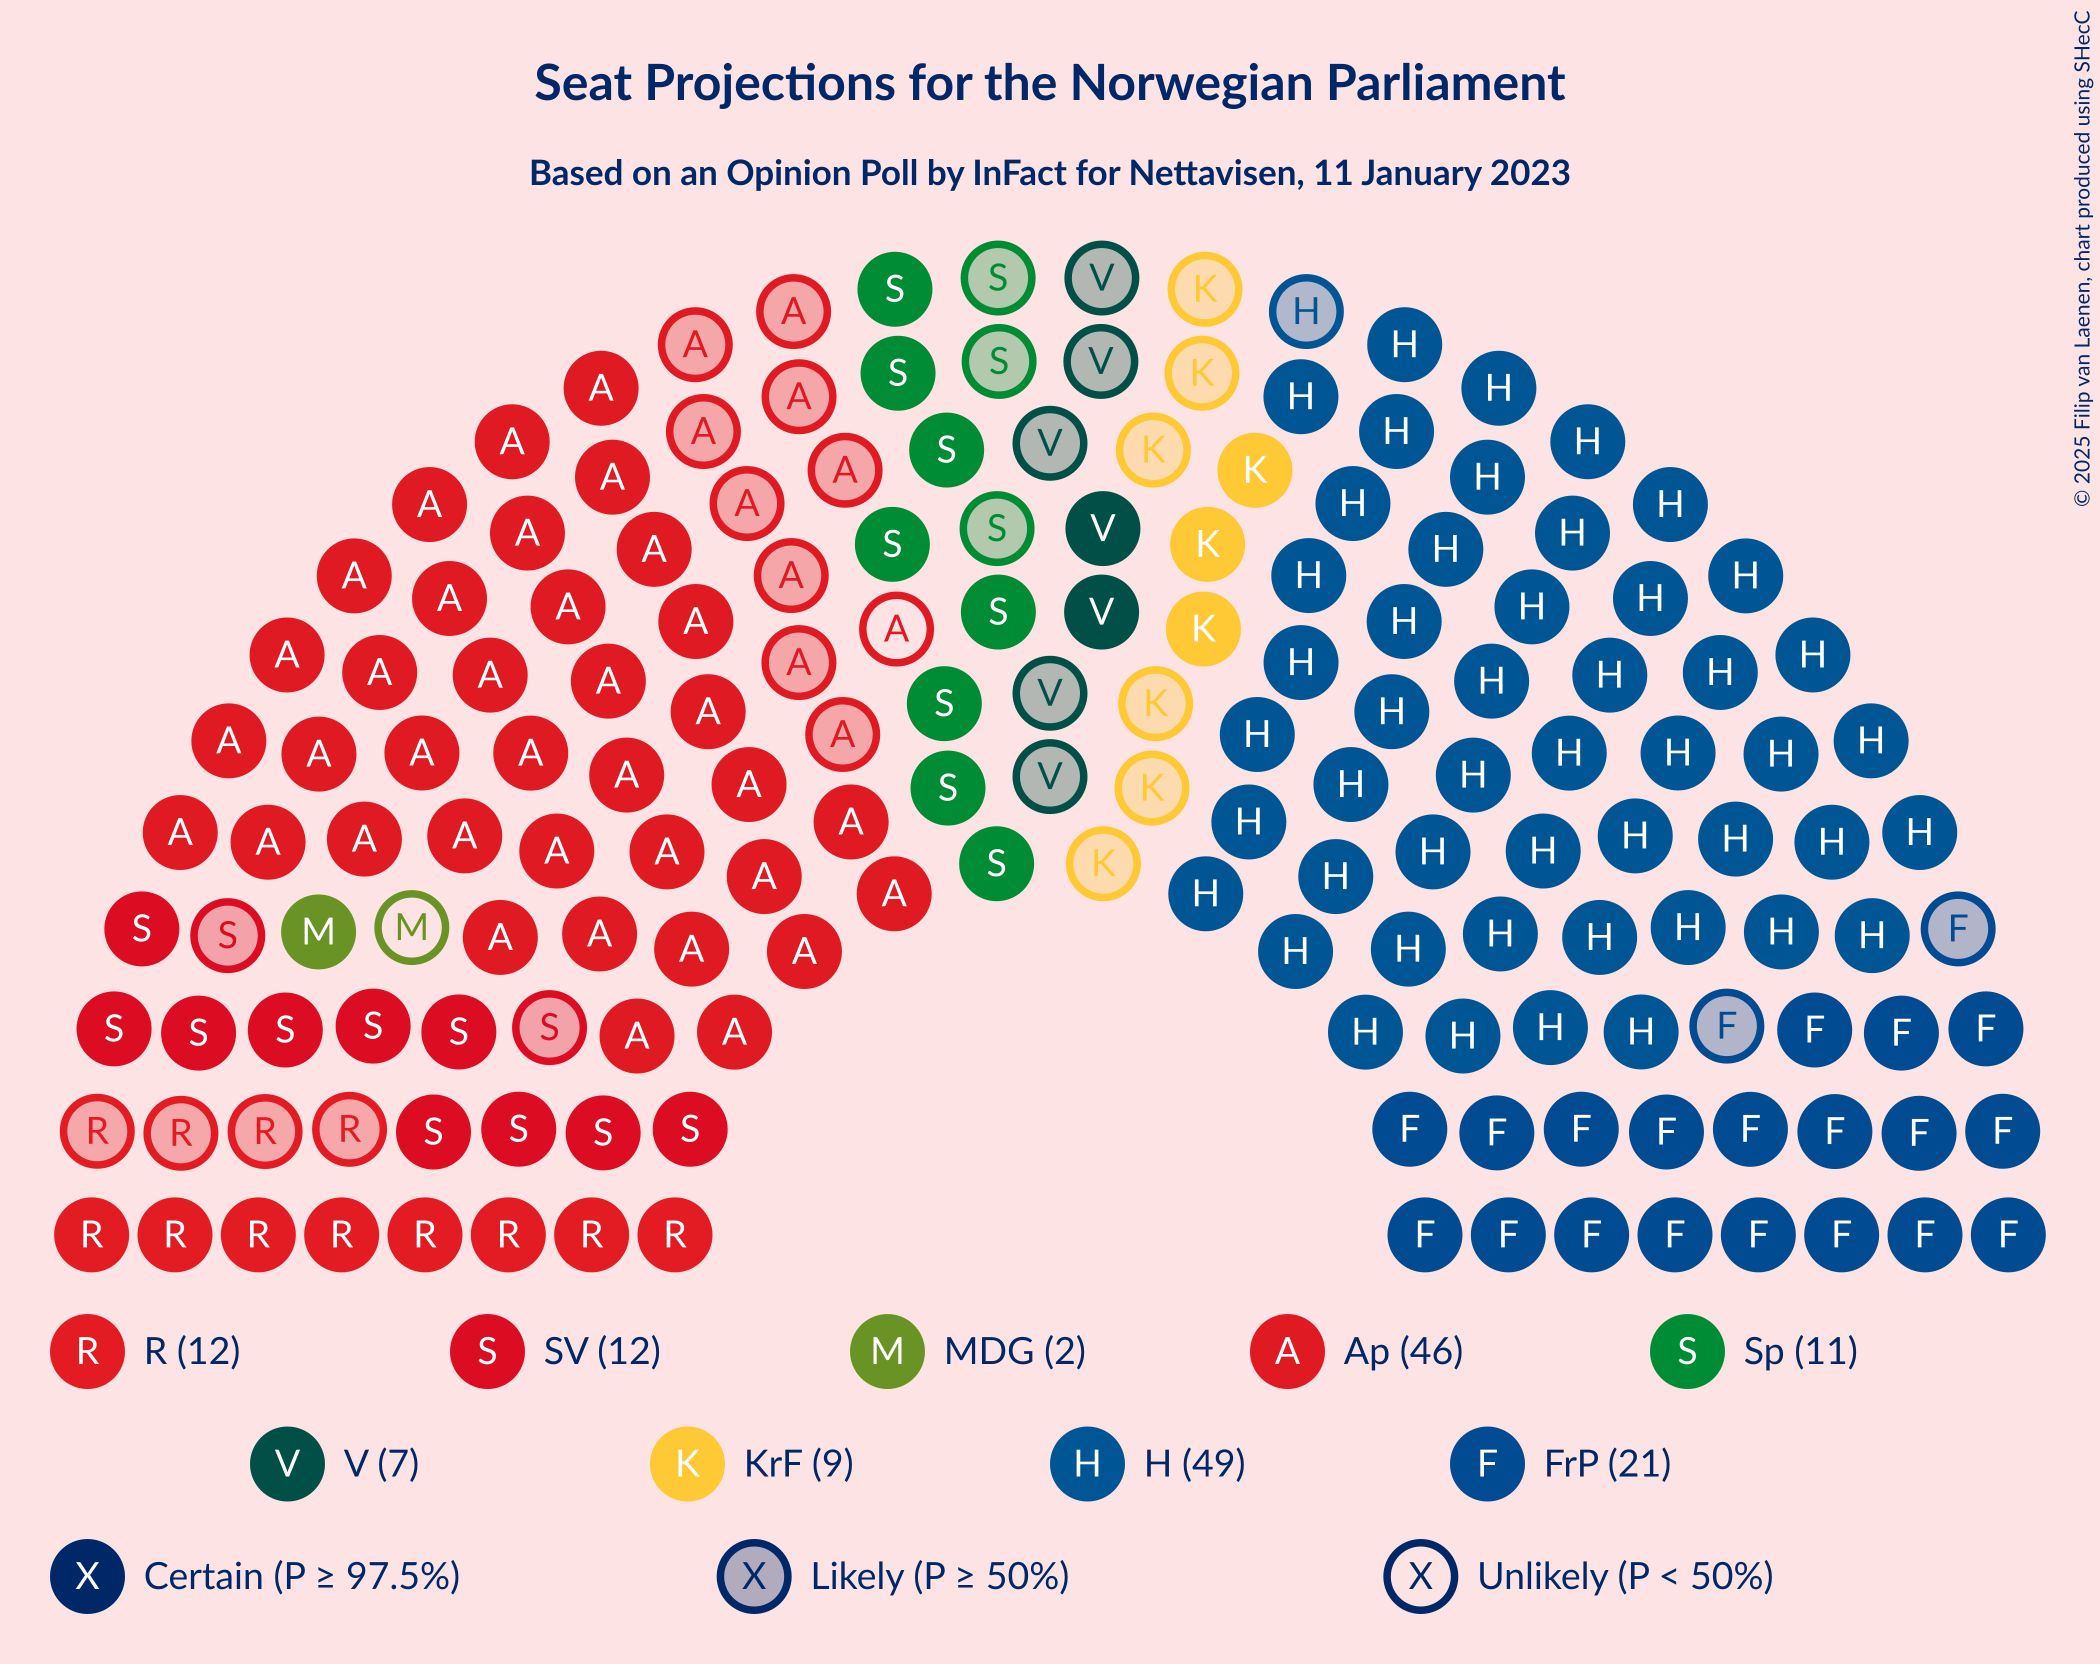 Seat Projections for the Norwegian Parliament
Based on an Opinion Poll by InFact for Nettavisen, 11 January 2023
© 2025 Filip van Laenen, chart produced using SHecC
S S V K
A H
A H
S S V K
A A H H
A H
A S V K
A A K H H
A A H H
A S S V K
A A H H
A A H H
A A S V K H H
A A H H
A A A S V K H H H
A A A A A H H H H H
A A A A A S V K H H H H H
A A A A A A A S K H H H H H H H
S S M M A A A A A H H H H H H H F
S S S S S S A A H H H H F F F F
R R R R S S S S F F F F F F F F
R R R R R R R R F F F F F F F F
R R (12) S SV (12) M MDG (2) A Ap (46) S Sp (11)
V V (7) K KrF (9) H H (49) F FrP (21)
X Certain (P ≥ 97.5%) X Likely (P ≥ 50%) X Unlikely (P < 50%)